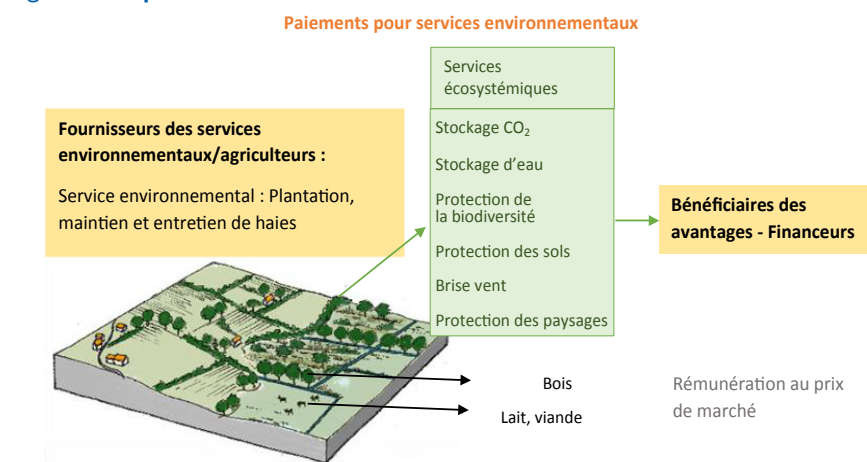 Paiements pour services environnementaux
Services
écosystémiques
Fournisseurs des services
environnementaux/agriculteurs :
Service environnemental : Plantation,
maintien et entretien de haies
Stockage CO₂
Stockage d'eau
Protection de
la biodiversité
Protection des sols
Brise vent
Protection des paysages
Bénéficiaires des
avantages - Financeurs
Bois
Lait, viande
Rémunération au prix
de marché